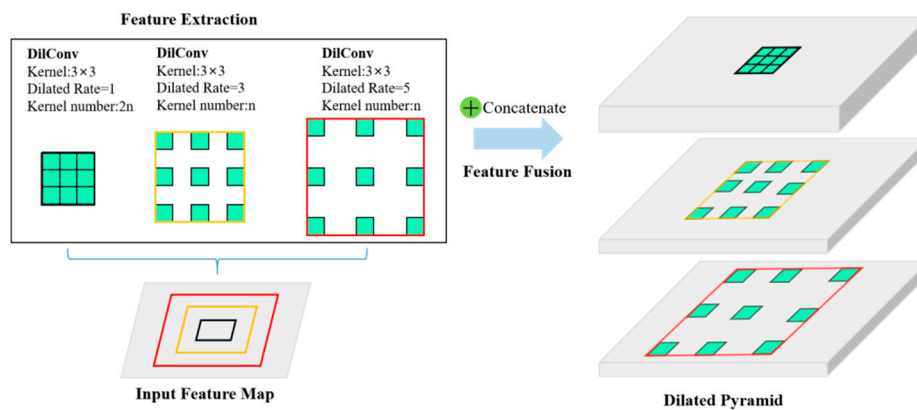 Feature Extraction
DilConv
Kernel:3×3
Dilated Rate=1
Kernel number:2n
DilConv
Kernel:3×3
Dilated Rate=3
Kernel number:n
DilConv
Kernel:3×3
Dilated Rate=5
Kernel number:n
+ Concatenate
Feature Fusion
Input Feature Map
Dilated Pyramid